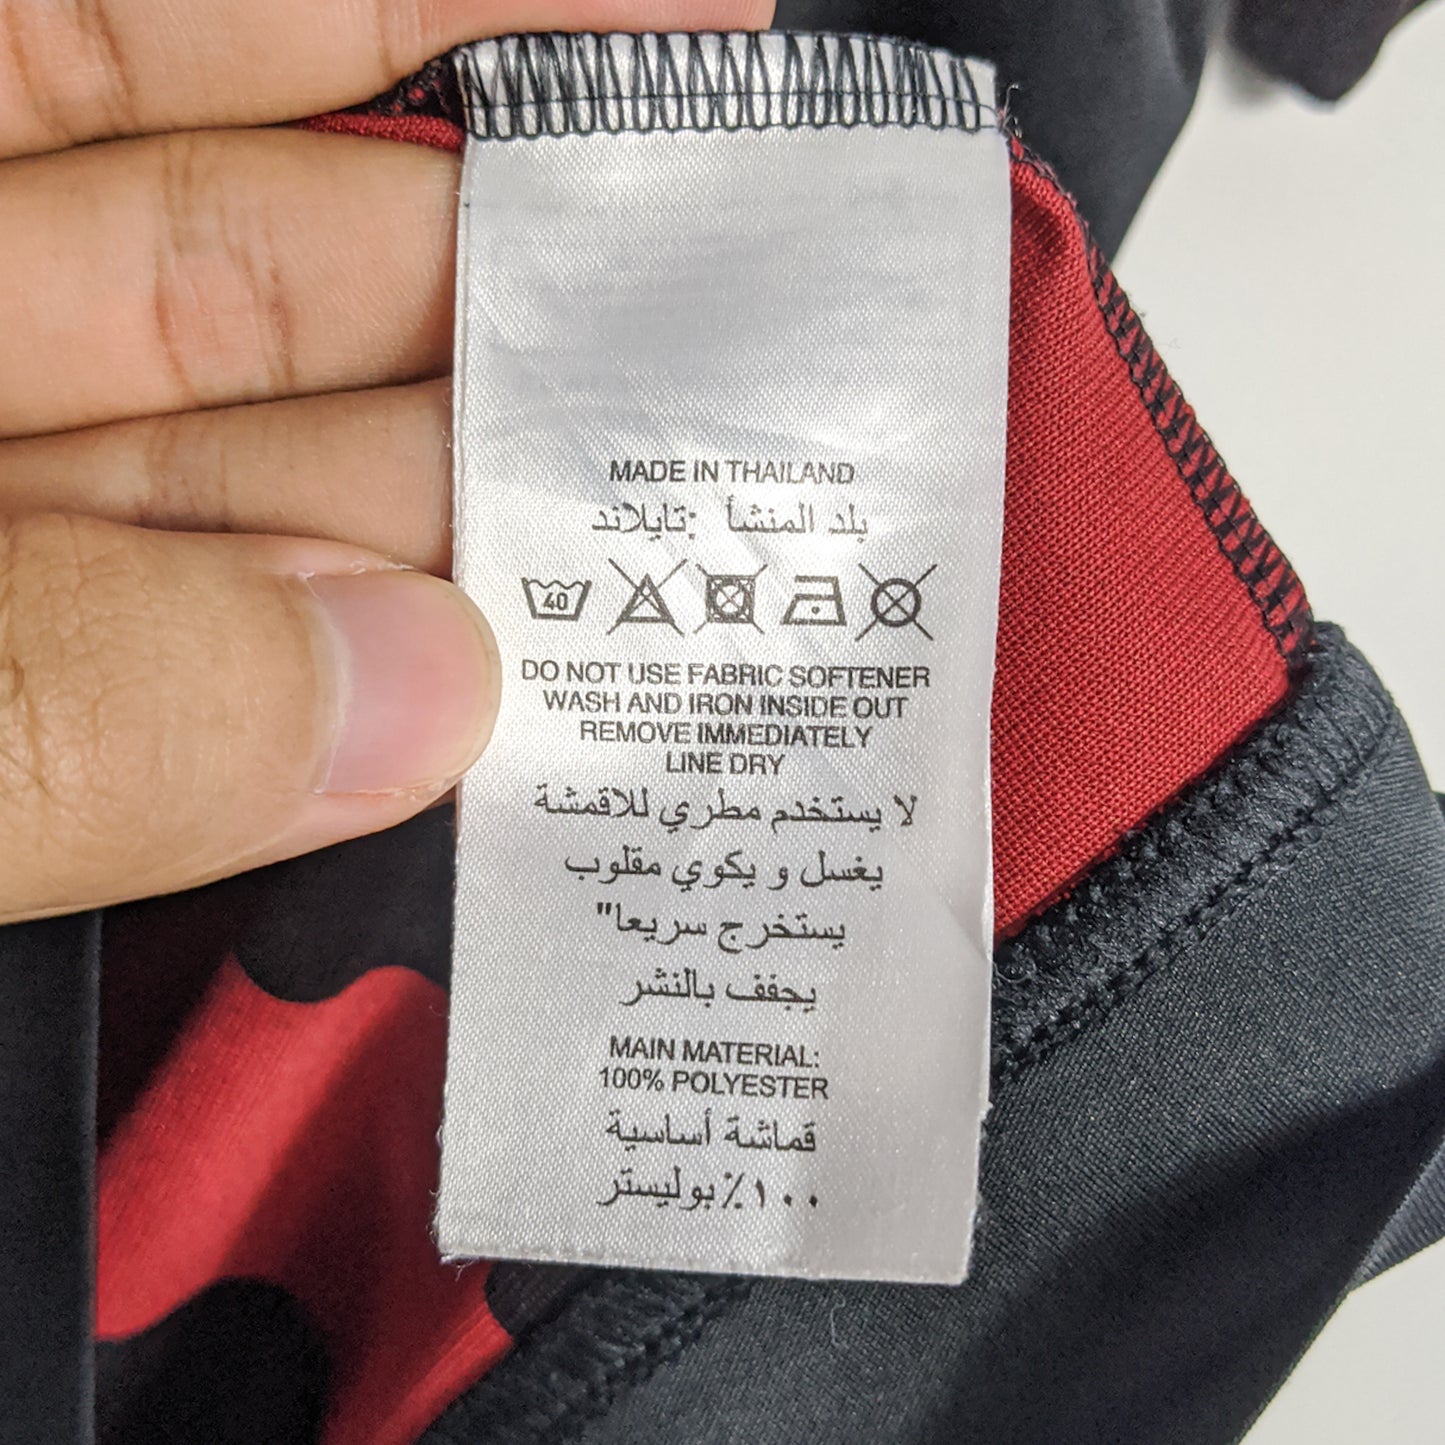 MADE IN THAILAND
بلد المنشأ :تايلاند
40
DO NOT USE FABRIC SOFTENER
WASH AND IRON INSIDE OUT
REMOVE IMMEDIATELY
LINE DRY
لا يستخدم مطري للاقمشة
يغسل و يكوي مقلوب
يستخرج سريعا"
يجفف بالنشر
MAIN MATERIAL:
100% POLYESTER
قماشة أساسية
١٠٠٪ بوليستر